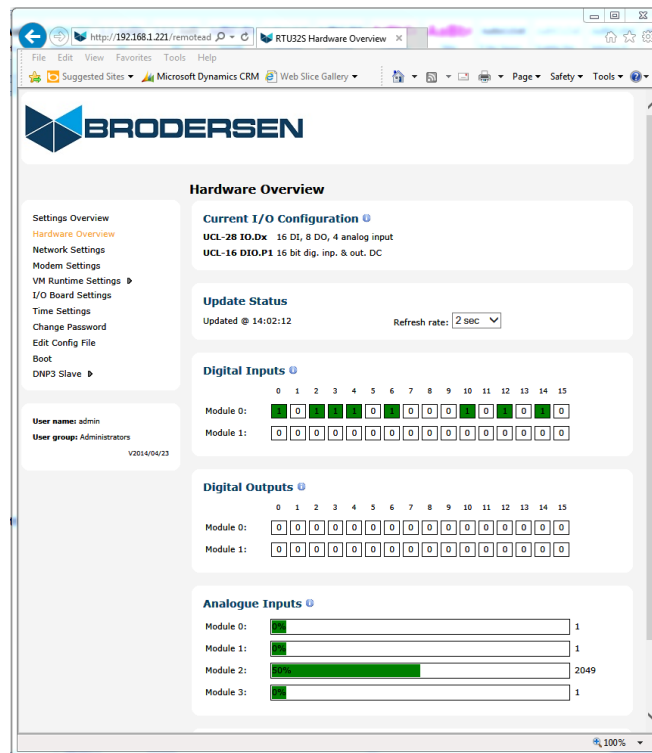 http://192.168.1.221/remotead
RTU32S Hardware Overview
File Edit View Favorites Tools Help
Suggested Sites Microsoft Dynamics CRM Web Slice Gallery Page Safety Tools
BRODERSEN
Hardware Overview
Settings Overview
Hardware Overview
Network Settings
Modem Settings
VM Runtime Settings
I/O Board Settings
Time Settings
Change Password
Edit Config File
Boot
DNP3 Slave
User name: admin
User group: Administrators
V2014/04/23
Current I/O Configuration
UCL-28 IO.Dx 16 DI, 8 DO, 4 analog input
UCL-16 DIO.P1 16 bit dig. inp. & out. DC
Update Status
Updated @ 14:02:12 Refresh rate: 2 sec
Digital Inputs
0 1 2 3 4 5 6 7 8 9 10 11 12 13 14 15
Module 0: 1 0 1 1 1 0 1 0 0 0 1 0 1 0 1 0
Module 1: 0 0 0 0 0 0 0 0 0 0 0 0 0 0 0 0
Digital Outputs
0 1 2 3 4 5 6 7 8 9 10 11 12 13 14 15
Module 0: 0 0 0 0 0 0 0 0 0 0 0 0 0 0 0 0
Module 1: 0 0 0 0 0 0 0 0 0 0 0 0 0 0 0 0
Analogue Inputs
Module 0: 0% 1
Module 1: 0% 1
Module 2: 50% 2049
Module 3: 0% 1
100%